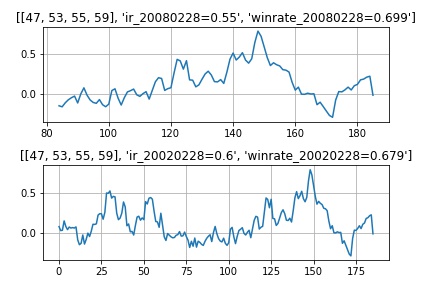 [[47, 53, 55, 59], 'ir_20080228=0.55', 'winrate_20080228=0.699']
0.5
0.0
80 100 120 140 160 180
[[47, 53, 55, 59], 'ir_20020228=0.6', 'winrate_20020228=0.679']
0.5
0.0
0 25 50 75 100 125 150 175